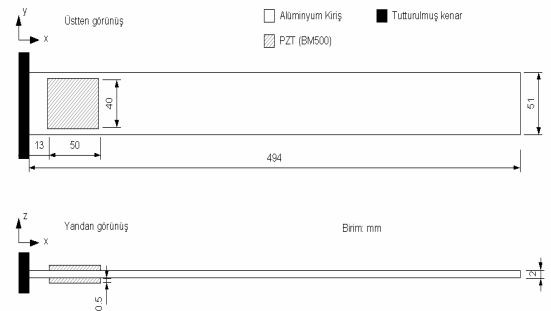 y
Üstten görünüş
x
Alüminyum Kiriş
Tutturulmuş kenar
PZT (BM500)
40
51
13
50
494
z
Yandan görünüş
x
Birim: mm
2
0.5